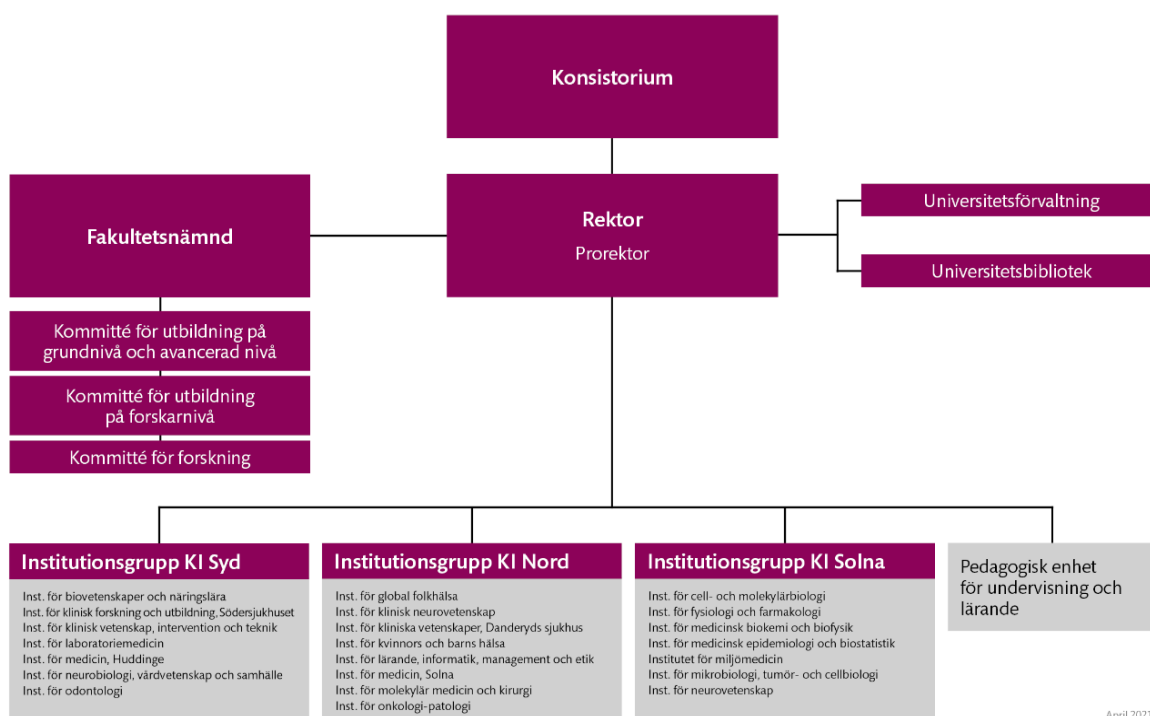 Konsistorium
Fakultetsnämnd
Rektor
Prorektor
Universitetsförvaltning
Universitetsbibliotek
Kommitté för utbildning på
grundnivå och avancerad nivå
Kommitté för utbildning
på forskarnivå
Kommitté för forskning
Institutionsgrupp KI Syd
Inst. för biovetenskaper och näringslära
Inst. för klinisk forskning och utbildning, Södersjukhuset
Inst. för klinisk vetenskap, intervention och teknik
Inst. för laboratoriemedicin
Inst. för medicin, Huddinge
Inst. för neurobiologi, vårdvetenskap och samhälle
Inst. för odontologi
Institutionsgrupp KI Nord
Inst. för global folkhälsa
Inst. för klinisk neurovetenskap
Inst. för kliniska vetenskaper, Danderyds sjukhus
Inst. för kvinnors och barns hälsa
Inst. för lärande, informatik, management och etik
Inst. för medicin, Solna
Inst. för molekylär medicin och kirurgi
Inst. för onkologi-patologi
Institutionsgrupp KI Solna
Inst. för cell- och molekylärbiologi
Inst. för fysiologi och farmakologi
Inst. för medicinsk biokemi och biofysik
Inst. för medicinsk epidemiologi och biostatistik
Institutet för miljömedicin
Inst. för mikrobiologi, tumör- och cellbiologi
Inst. för neurovetenskap
Pedagogisk enhet
för undervisning och
lärande
April